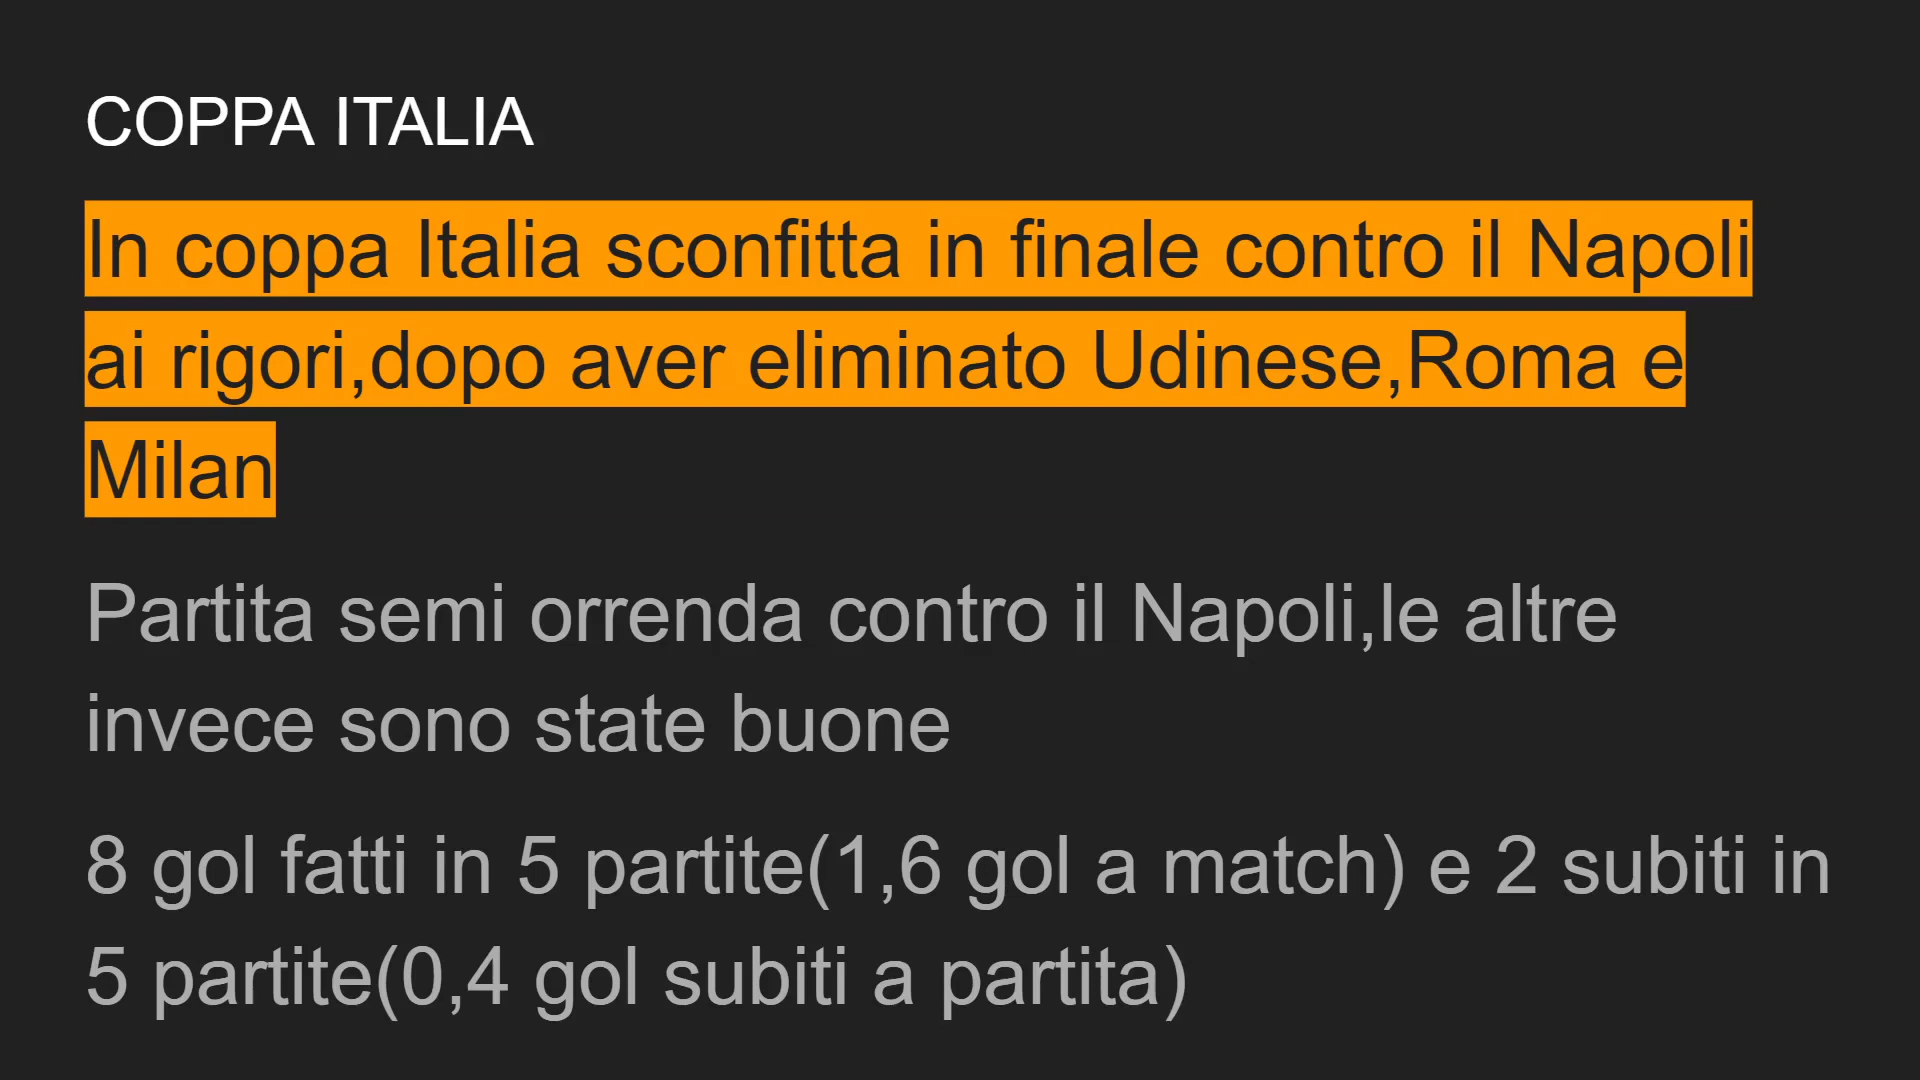 COPPA ITALIA
In coppa Italia sconfitta in finale contro il Napoli
ai rigori,dopo aver eliminato Udinese,Roma e
Milan
Partita semi orrenda contro il Napoli,le altre
invece sono state buone
8 gol fatti in 5 partite(1,6 gol a match) e 2 subiti in
5 partite(0,4 gol subiti a partita)